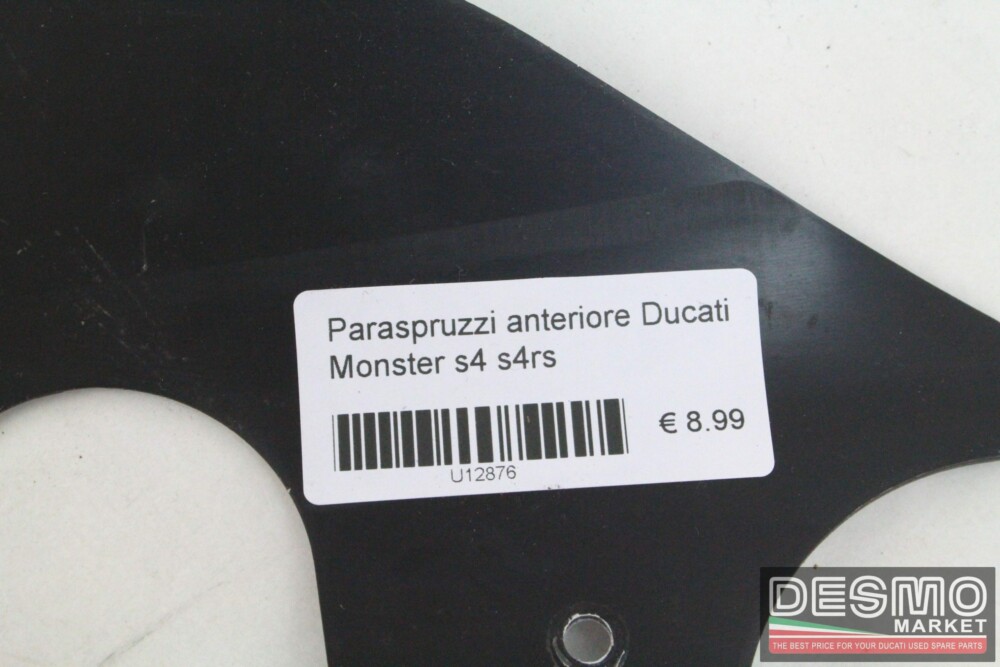 Paraspruzzi anteriore Ducati
Monster s4 s4rs
€ 8.99
U12876
DESMO
MARKET
THE BEST PRICE FOR YOUR DUCATI USED SPARE PARTS